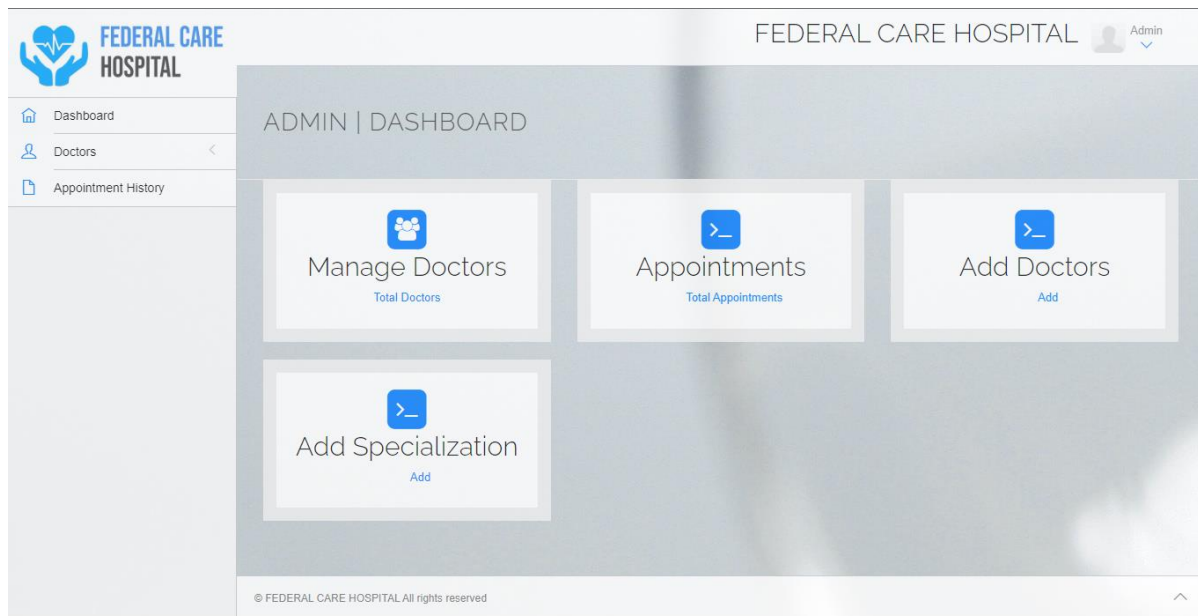 FEDERAL CARE
HOSPITAL
FEDERAL CARE HOSPITAL
Admin
Dashboard
Doctors
Appointment History
ADMIN | DASHBOARD
Manage Doctors
Total Doctors
Appointments
Total Appointments
Add Doctors
Add
Add Specialization
Add
© FEDERAL CARE HOSPITAL All rights reserved